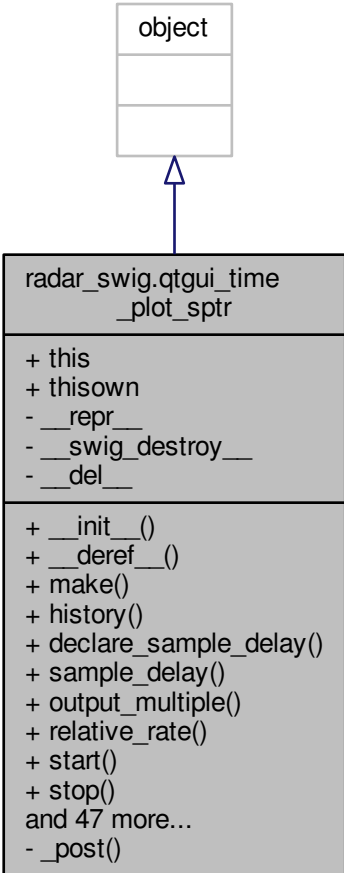 object
radar_swig.qtgui_time
_plot_sptr
+ this
+ thisown
- __repr__
- __swig_destroy__
- __del__
+ __init__()
+ __deref__()
+ make()
+ history()
+ declare_sample_delay()
+ sample_delay()
+ output_multiple()
+ relative_rate()
+ start()
+ stop()
and 47 more...
- _post()